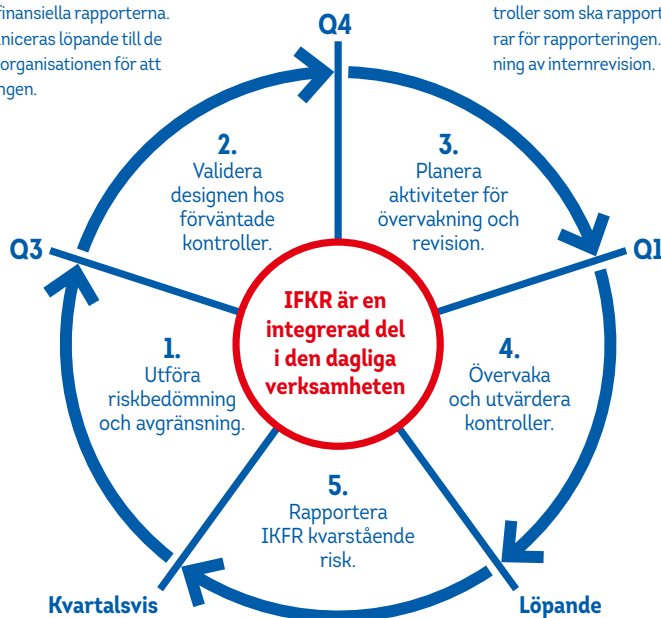 finansiella rapporterna.
niceras löpande till de
organisationen för att
ngen.
troller som ska rapport
rar för rapporteringen.
ning av internrevision.
Q4
2.
Validera
designen hos
förväntade
kontroller.
3.
Planera
aktiviteter för
övervakning och
revision.
Q3
Q1
IFKR är en
integrerad del
i den dagliga
verksamheten
1.
Utföra
riskbedömning
och avgränsning.
4.
Övervaka
och utvärdera
kontroller.
5.
Rapportera
IKFR kvarstående
risk.
Kvartalsvis
Löpande